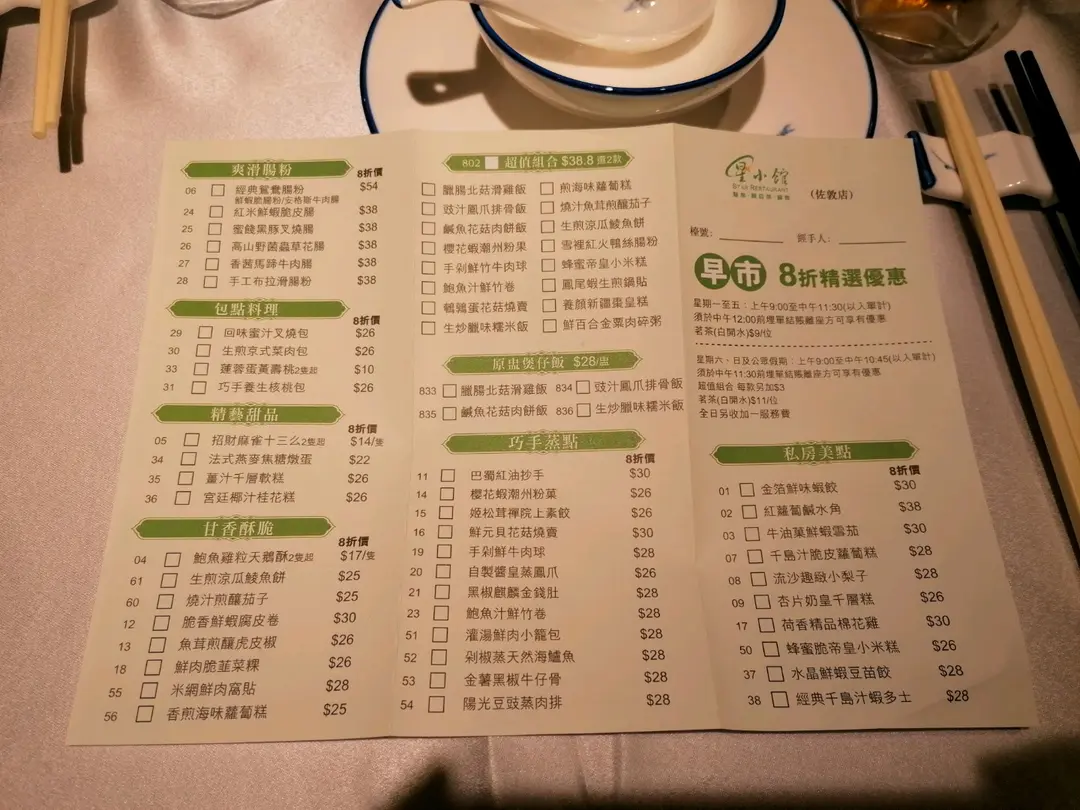 爽滑腸粉
8折價
06 經典鴛鴦腸粉 $54
鮮蝦脆腸粉/安格斯牛肉腸
24 紅米鮮蝦脆皮腸 $38
25 蜜餞黑豚叉燒腸 $38
26 高山野菌蟲草花腸 $38
27 香茜馬蹄牛肉腸 $38
28 手工布拉滑腸粉 $38
包點料理
8折價
29 回味蜜汁叉燒包 $26
30 生煎京式菜肉包 $26
33 蓮蓉蛋黃壽桃2隻起 $10
31 巧手養生核桃包 $26
精藝甜品
8折價
05 招財麻雀十三么2隻起 $14/隻
34 法式燕麥焦糖燉蛋 $22
35 薑汁千層軟糕 $26
36 宮廷椰汁桂花糕 $26
甘香酥脆
8折價
04 鮑魚雞粒天鵝酥2隻起 $17/隻
61 生煎涼瓜鯪魚餅 $25
60 燒汁煎釀茄子 $25
12 脆香鮮蝦腐皮卷 $30
13 魚茸煎釀虎皮椒 $26
18 鮮肉脆韮菜粿 $26
55 米網鮮肉窩貼 $28
56 香煎海味蘿蔔糕 $25
802 超值組合 $38.8 選2款
臘腸北菇滑雞飯 煎海味蘿蔔糕
豉汁鳳爪排骨飯 燒汁魚茸煎釀茄子
鹹魚花菇肉餅飯 生煎涼瓜鯪魚餅
櫻花蝦潮州粉果 雪裡紅火鴨絲腸粉
手剁鮮竹牛肉球 蜂蜜帝皇小米糕
鮑魚汁鮮竹卷 鳳尾蝦生煎鍋貼
鵪鶉蛋花菇燒賣 養顏新疆棗皇糕
生炒臘味糯米飯 鮮百合金粟肉碎粥
原盅煲仔飯 $28/盅
833 臘腸北菇滑雞飯 834 豉汁鳳爪排骨飯
835 鹹魚花菇肉餅飯 836 生炒臘味糯米飯
巧手蒸點
8折價
11 巴蜀紅油抄手 $30
14 櫻花蝦潮州粉菓 $26
15 姬松茸禪院上素餃 $26
16 鮮元貝花菇燒賣 $30
19 手剁鮮牛肉球 $28
20 自製醬皇蒸鳳爪 $26
21 黑椒麒麟金錢肚 $28
23 鮑魚汁鮮竹卷 $28
51 灌湯鮮肉小籠包 $28
52 剁椒蒸天然海鱸魚 $28
53 金薯黑椒牛仔骨 $28
54 陽光豆豉蒸肉排 $28
星小館
(佐敦店)
檯號: 經手人:
早市 8折精選優惠
星期一至五：上午9:00至中午11:30(以入單計)
須於中午12:00前埋單結賬離座方可享有優惠
茗茶(白開水)$9/位
星期六、日及公眾假期：上午9:00至中午10:45(以入單計)
須於中午11:30前埋單結賬離座方可享有優惠
超值組合 每款另加$3
茗茶(白開水)$11/位
全日另收加一服務費
私房美點
8折價
01 金箔鮮味蝦餃 $30
02 紅蘿蔔鹹水角 $38
03 牛油菓鮮蝦雪茄 $30
07 千島汁脆皮蘿蔔糕 $28
08 流沙趣緻小梨子 $28
09 杏片奶皇千層糕 $26
17 荷香精品棉花雞 $30
50 蜂蜜脆帝皇小米糕 $26
37 水晶鮮蝦豆苗餃 $28
38 經典千島汁蝦多士 $28